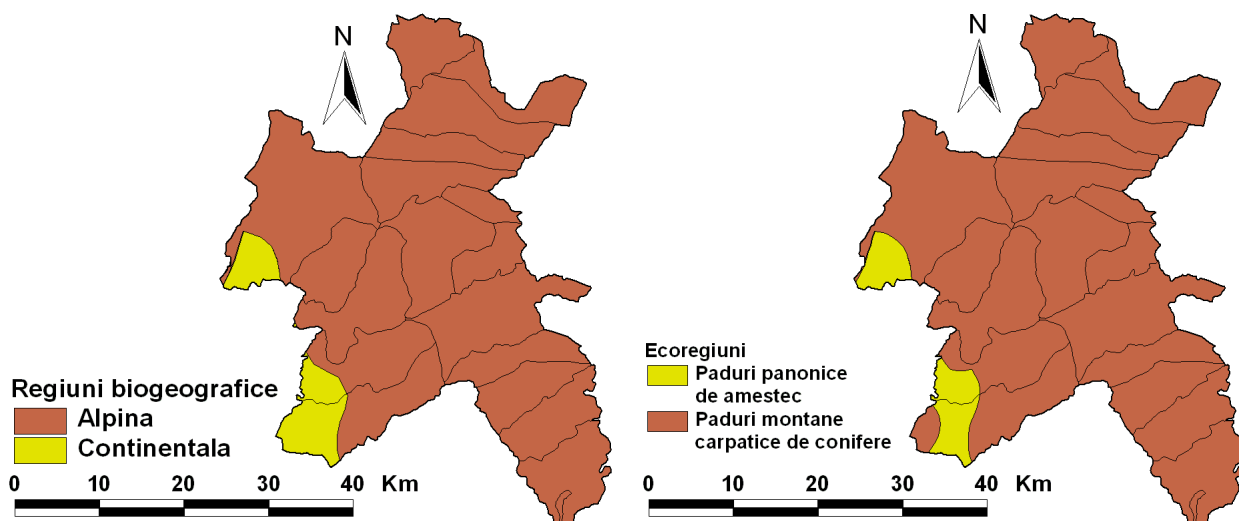 N
Regiuni biogeografice
Alpina
Continentala
0 10 20 30 40 Km
N
Ecoregiuni
Paduri panonice
de amestec
Paduri montane
carpatice de conifere
0 10 20 30 40 Km